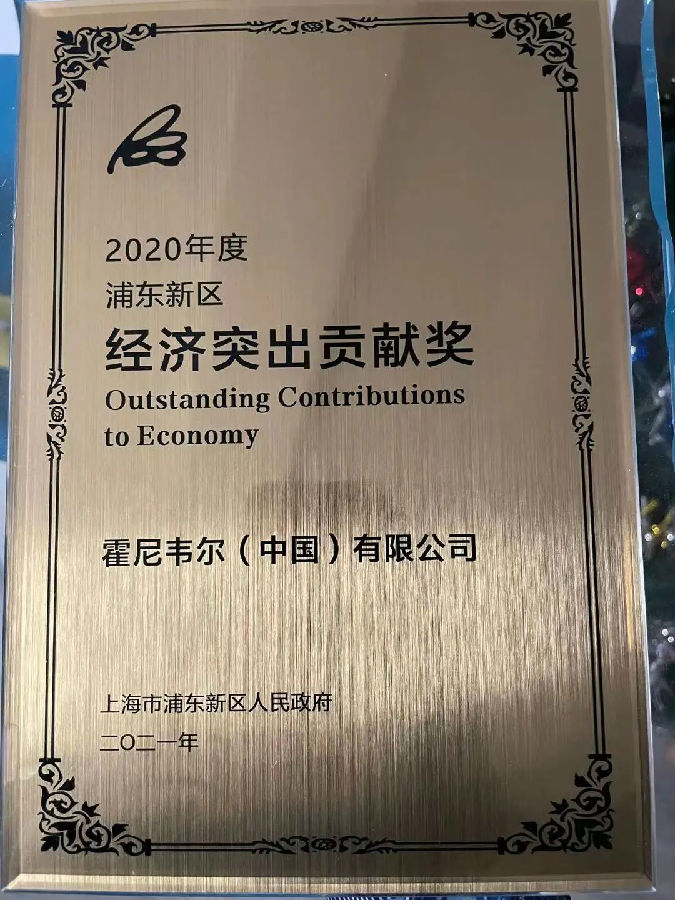 2020年度
浦东新区
经济突出贡献奖
Outstanding Contributions
to Economy
霍尼韦尔（中国）有限公司
上海市浦东新区人民政府
二〇二一年